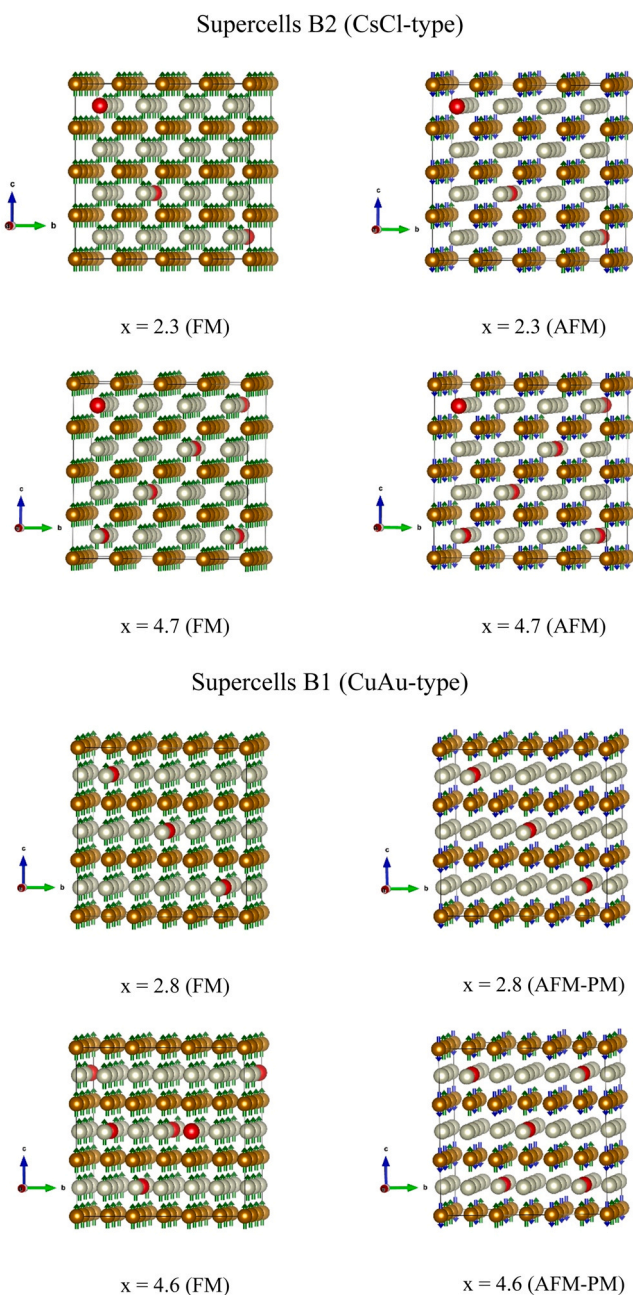 Supercells B2 (CsCl-type)
c
b
c
b
x = 2.3 (FM)
x = 2.3 (AFM)
c
b
c
b
x = 4.7 (FM)
x = 4.7 (AFM)
Supercells B1 (CuAu-type)
c
b
c
b
x = 2.8 (FM)
x = 2.8 (AFM-PM)
c
b
c
b
x = 4.6 (FM)
x = 4.6 (AFM-PM)